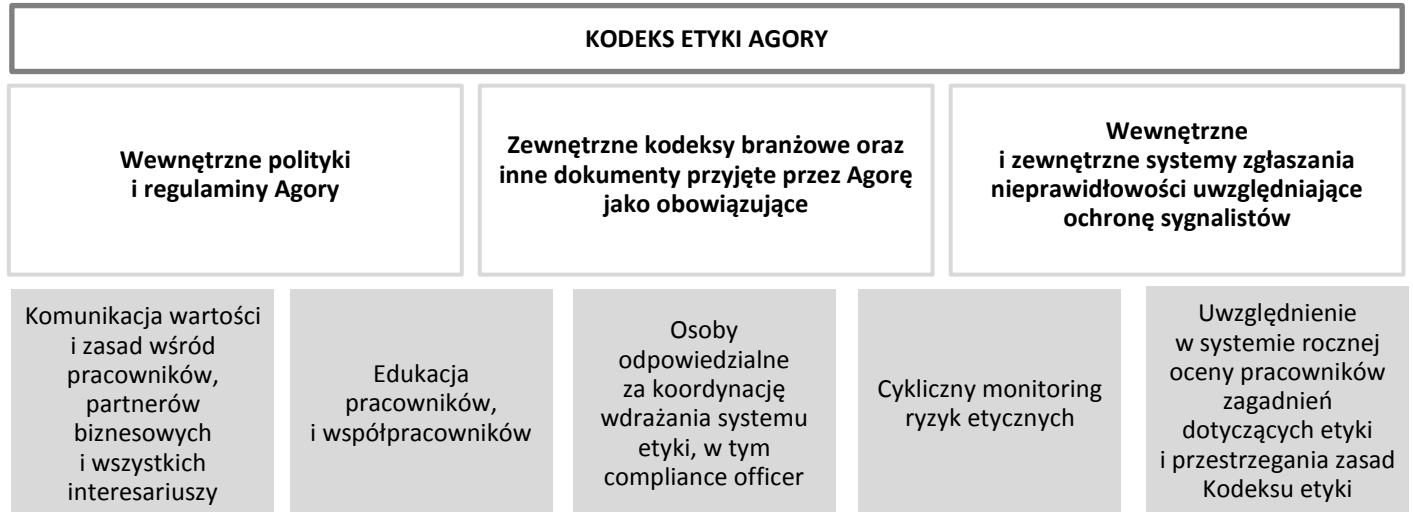 KODEKS ETYKI AGORY
Wewnętrzne polityki
i regulaminy Agory
Zewnętrzne kodeksy branżowe oraz
inne dokumenty przyjęte przez Agorę
jako obowiązujące
Wewnętrzne
i zewnętrzne systemy zgłaszania
nieprawidłowości uwzględniające
ochronę sygnalistów
Komunikacja wartości
i zasad wśród
pracowników,
partnerów
biznesowych
i wszystkich
interesariuszy
Edukacja
pracowników,
i współpracowników
Osoby
odpowiedzialne
za koordynację
wdrażania systemu
etyki, w tym
compliance officer
Cykliczny monitoring
ryzyk etycznych
Uwzględnienie
w systemie rocznej
oceny pracowników
zagadnień
dotyczących etyki
i przestrzegania zasad
Kodeksu etyki